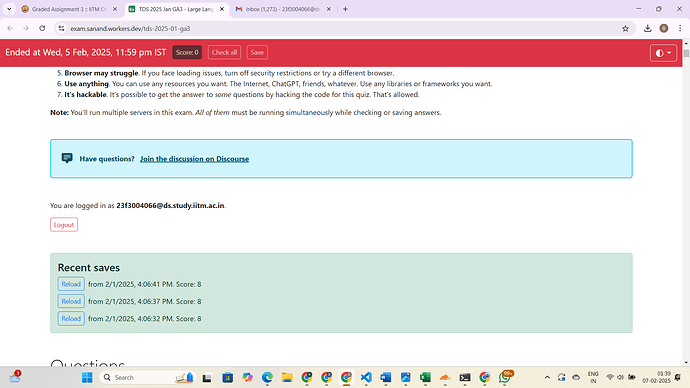 Graded Assignment 3 :: IITM O
TDS 2025 Jan GA3 - Large Lang
Inbox (1,273) - 23f3004066@ds
exam.sanand.workers.dev/tds-2025-01-ga3
Ended at Wed, 5 Feb, 2025, 11:59 pm IST Score: 0 Check all Save
5. Browser may struggle. If you face loading issues, turn off security restrictions or try a different browser.
6. Use anything. You can use any resources you want. The Internet, ChatGPT, friends, whatever. Use any libraries or frameworks you want.
7. It's hackable. It's possible to get the answer to some questions by hacking the code for this quiz. That's allowed.
Note: You'll run multiple servers in this exam. All of them must be running simultaneously while checking or saving answers.
Have questions? Join the discussion on Discourse
You are logged in as 23f3004066@ds.study.iitm.ac.in.
Logout
Recent saves
Reload from 2/1/2025, 4:06:41 PM. Score: 8
Reload from 2/1/2025, 4:06:37 PM. Score: 8
Reload from 2/1/2025, 4:06:32 PM. Score: 8
Questions
1
Search
99+
ENG
IN
01:39
07-02-2025